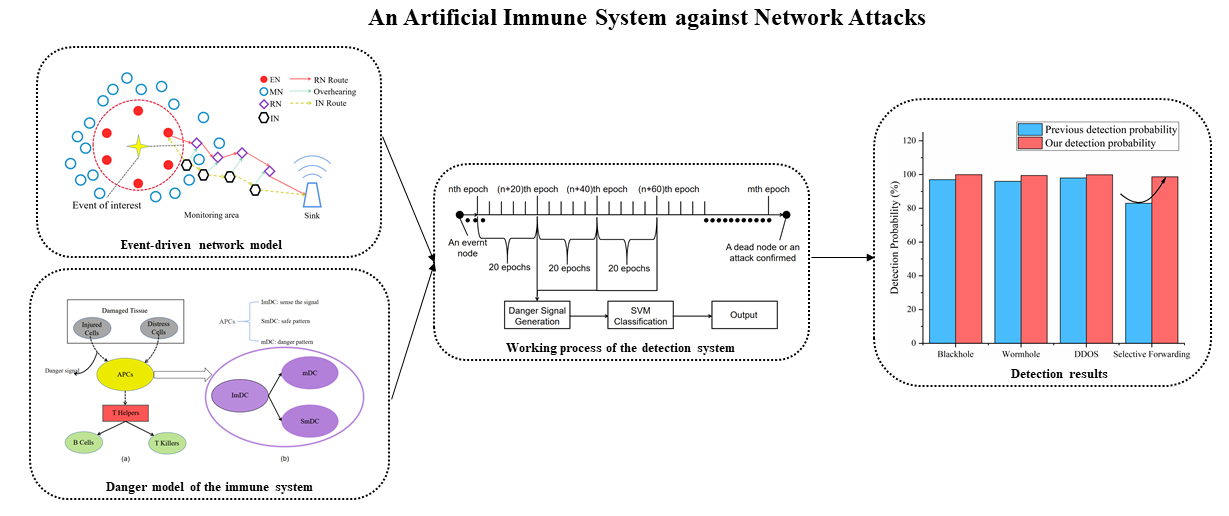 An Artificial Immune System against Network Attacks
EN
MN
RN
IN
RN Route
Overhearing
IN Route
Event of interest
Monitoring area
Sink
Event-driven network model
Damaged Tissue
Injured
Cells
Distress
Cells
Danger signal
APCs
T Helpers
B Cells
T Killers
(a)
APCs
ImDC: sense the signal
SmDC: safe pattern
mDC: danger pattern
ImDC
mDC
SmDC
(b)
Danger model of the immune system
nth epoch
(n+20)th epoch
(n+40)th epoch
(n+60)th epoch
mth epoch
An evernt
node
20 epochs
20 epochs
20 epochs
A dead node or an
attack confirmed
Danger Signal
Generation
SVM
Classification
Output
Working process of the detection system
Previous detection probability
Our detection probability
Detection Probability (%)
120
100
80
60
40
20
0
Blackhole
Wormhole
DDOS
Selective Forwarding
Detection results